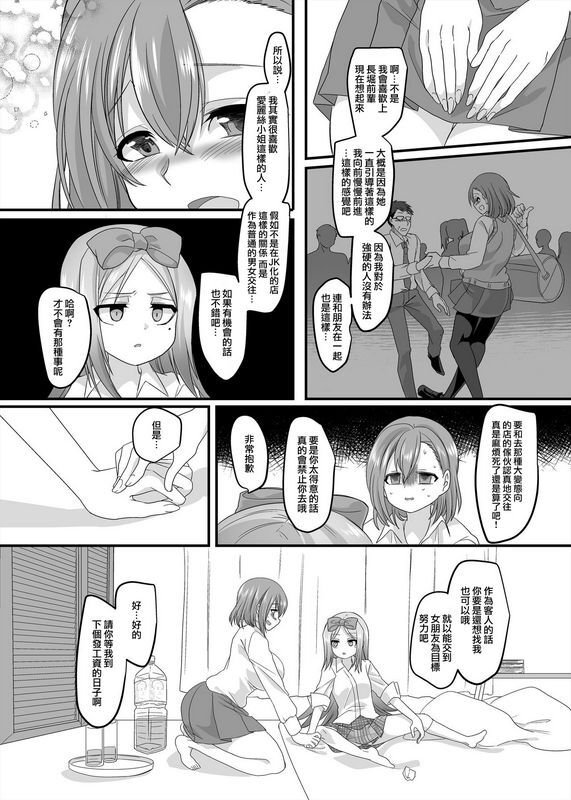 啊…不是
我會喜歡上
長堀前輩
現在想起來
大概是因為她
一直引導著這樣的
我向前慢慢前進
…這樣的感覺吧
因為我對於
強硬的人沒有辦法
連和朋友在一起
也是這樣…
所以說…
我其實很喜歡
愛麗絲小姐這樣的人…
假如不是在JK化的店
這樣的關係 而是
作為普通的男女交往…
如果有機會的話
也不錯吧…
哈啊?
才不會有那種事呢
要和去那種大變態向
的店的傢伙認真地交往
真是麻煩死了還是算了吧!
要是你太得意的話
真的會禁止你去哦
非常抱歉
但是…
作為客人的話
你要是還想找我
也可以哦
就以能交到
女朋友為目標
努力吧
好…好的
請你等我到
下個發工資的日子啊